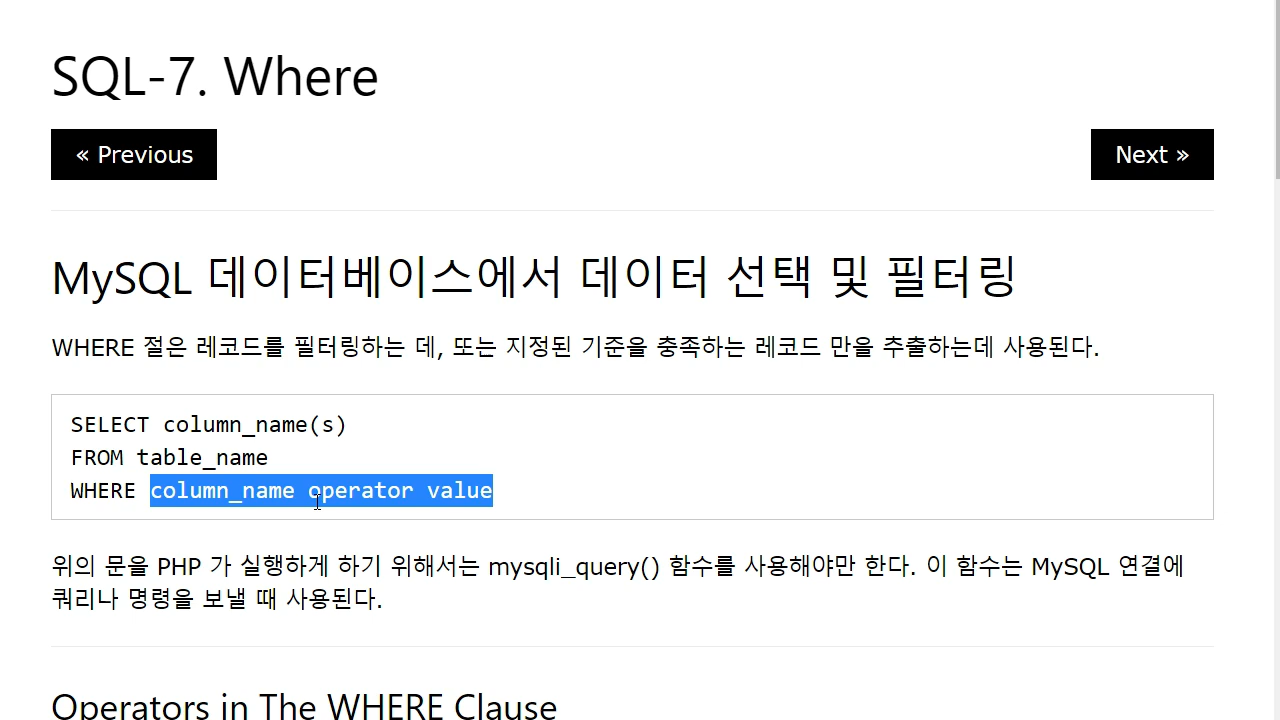 SQL-7. Where
« Previous
Next »
MySQL 데이터베이스에서 데이터 선택 및 필터링
WHERE 절은 레코드를 필터링하는 데, 또는 지정된 기준을 충족하는 레코드 만을 추출하는데 사용된다.
SELECT column_name(s)
FROM table_name
WHERE column_name operator value
위의 문을 PHP 가 실행하게 하기 위해서는 mysqli_query() 함수를 사용해야만 한다. 이 함수는 MySQL 연결에
쿼리나 명령을 보낼 때 사용된다.
Operators in The WHERE Clause